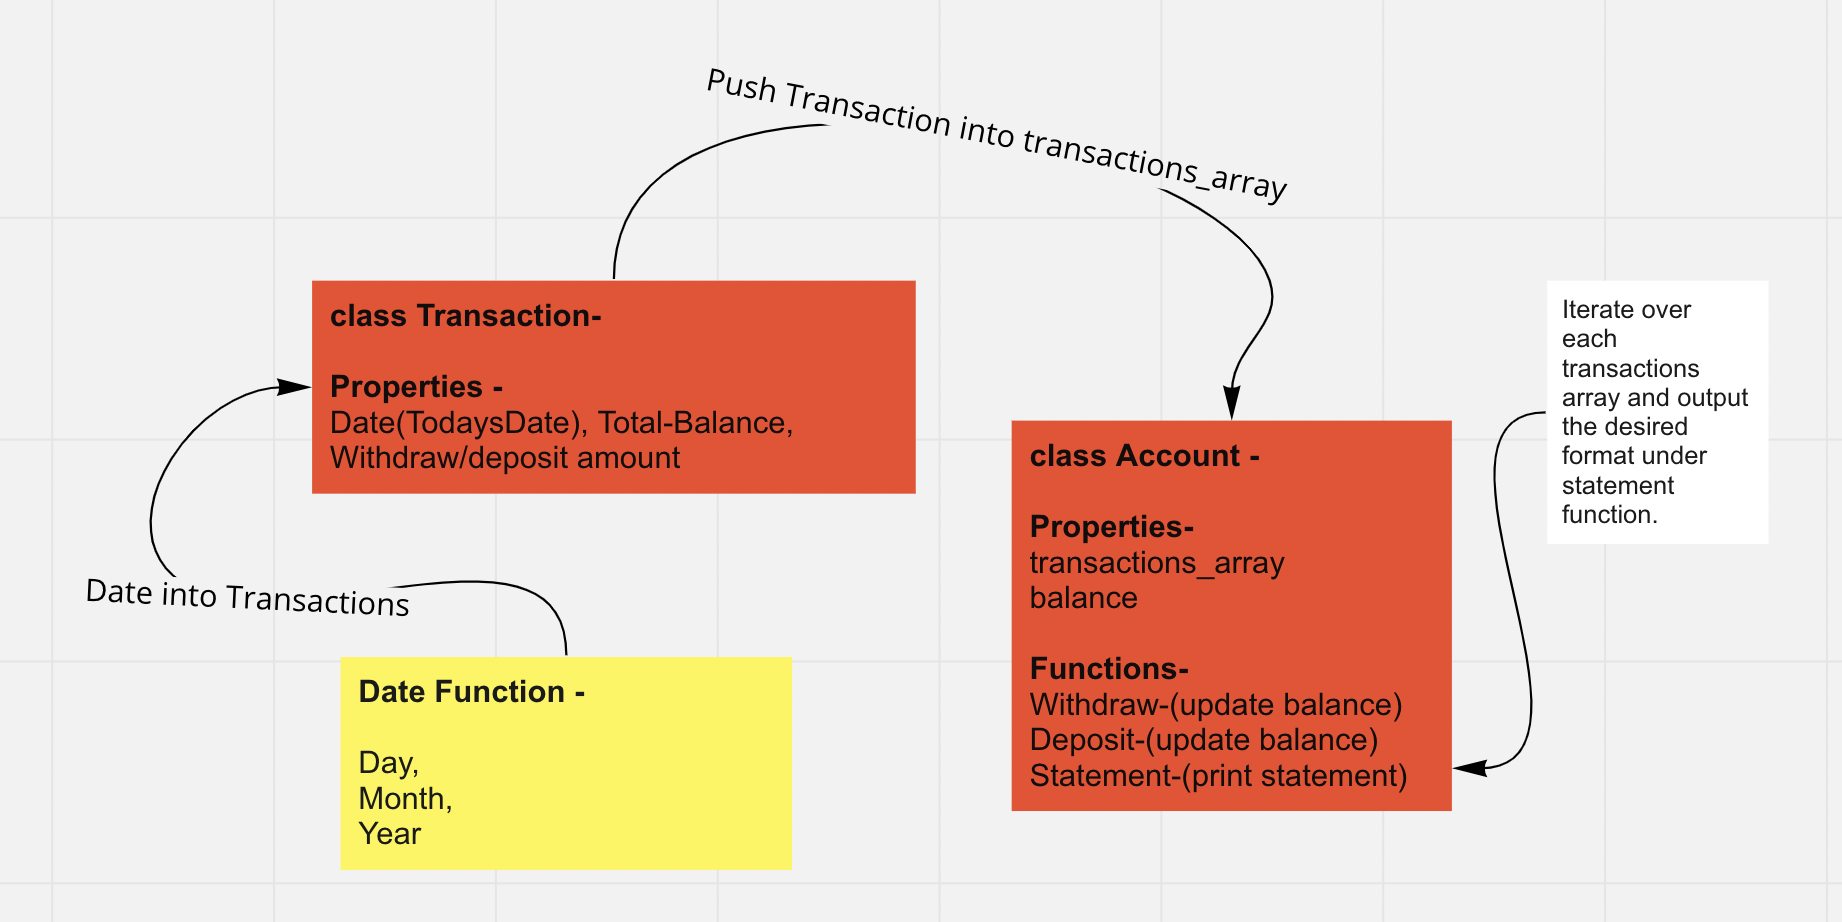 Push Transaction into transactions_array
class Transaction-
Properties -
Date(TodaysDate), Total-Balance,
Withdraw/deposit amount
Date into Transactions
Date Function -
Day,
Month,
Year
class Account -
Properties-
transactions_array
balance
Functions-
Withdraw-(update balance)
Deposit-(update balance)
Statement-(print statement)
Iterate over
each
transactions
array and output
the desired
format under
statement
function.